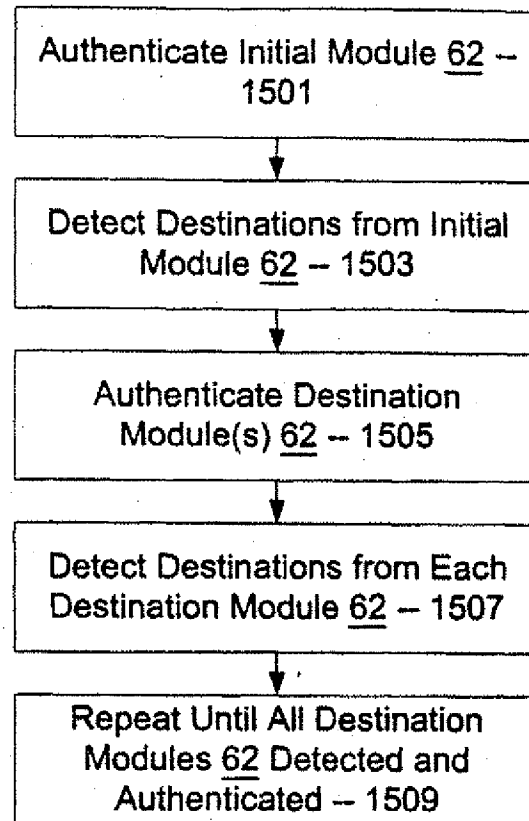 Authenticate Initial Module 62 –
1501
Detect Destinations from Initial
Module 62 – 1503
Authenticate Destination
Module(s) 62 – 1505
Detect Destinations from Each
Destination Module 62 – 1507
Repeat Until All Destination
Modules 62 Detected and
Authenticated – 1509